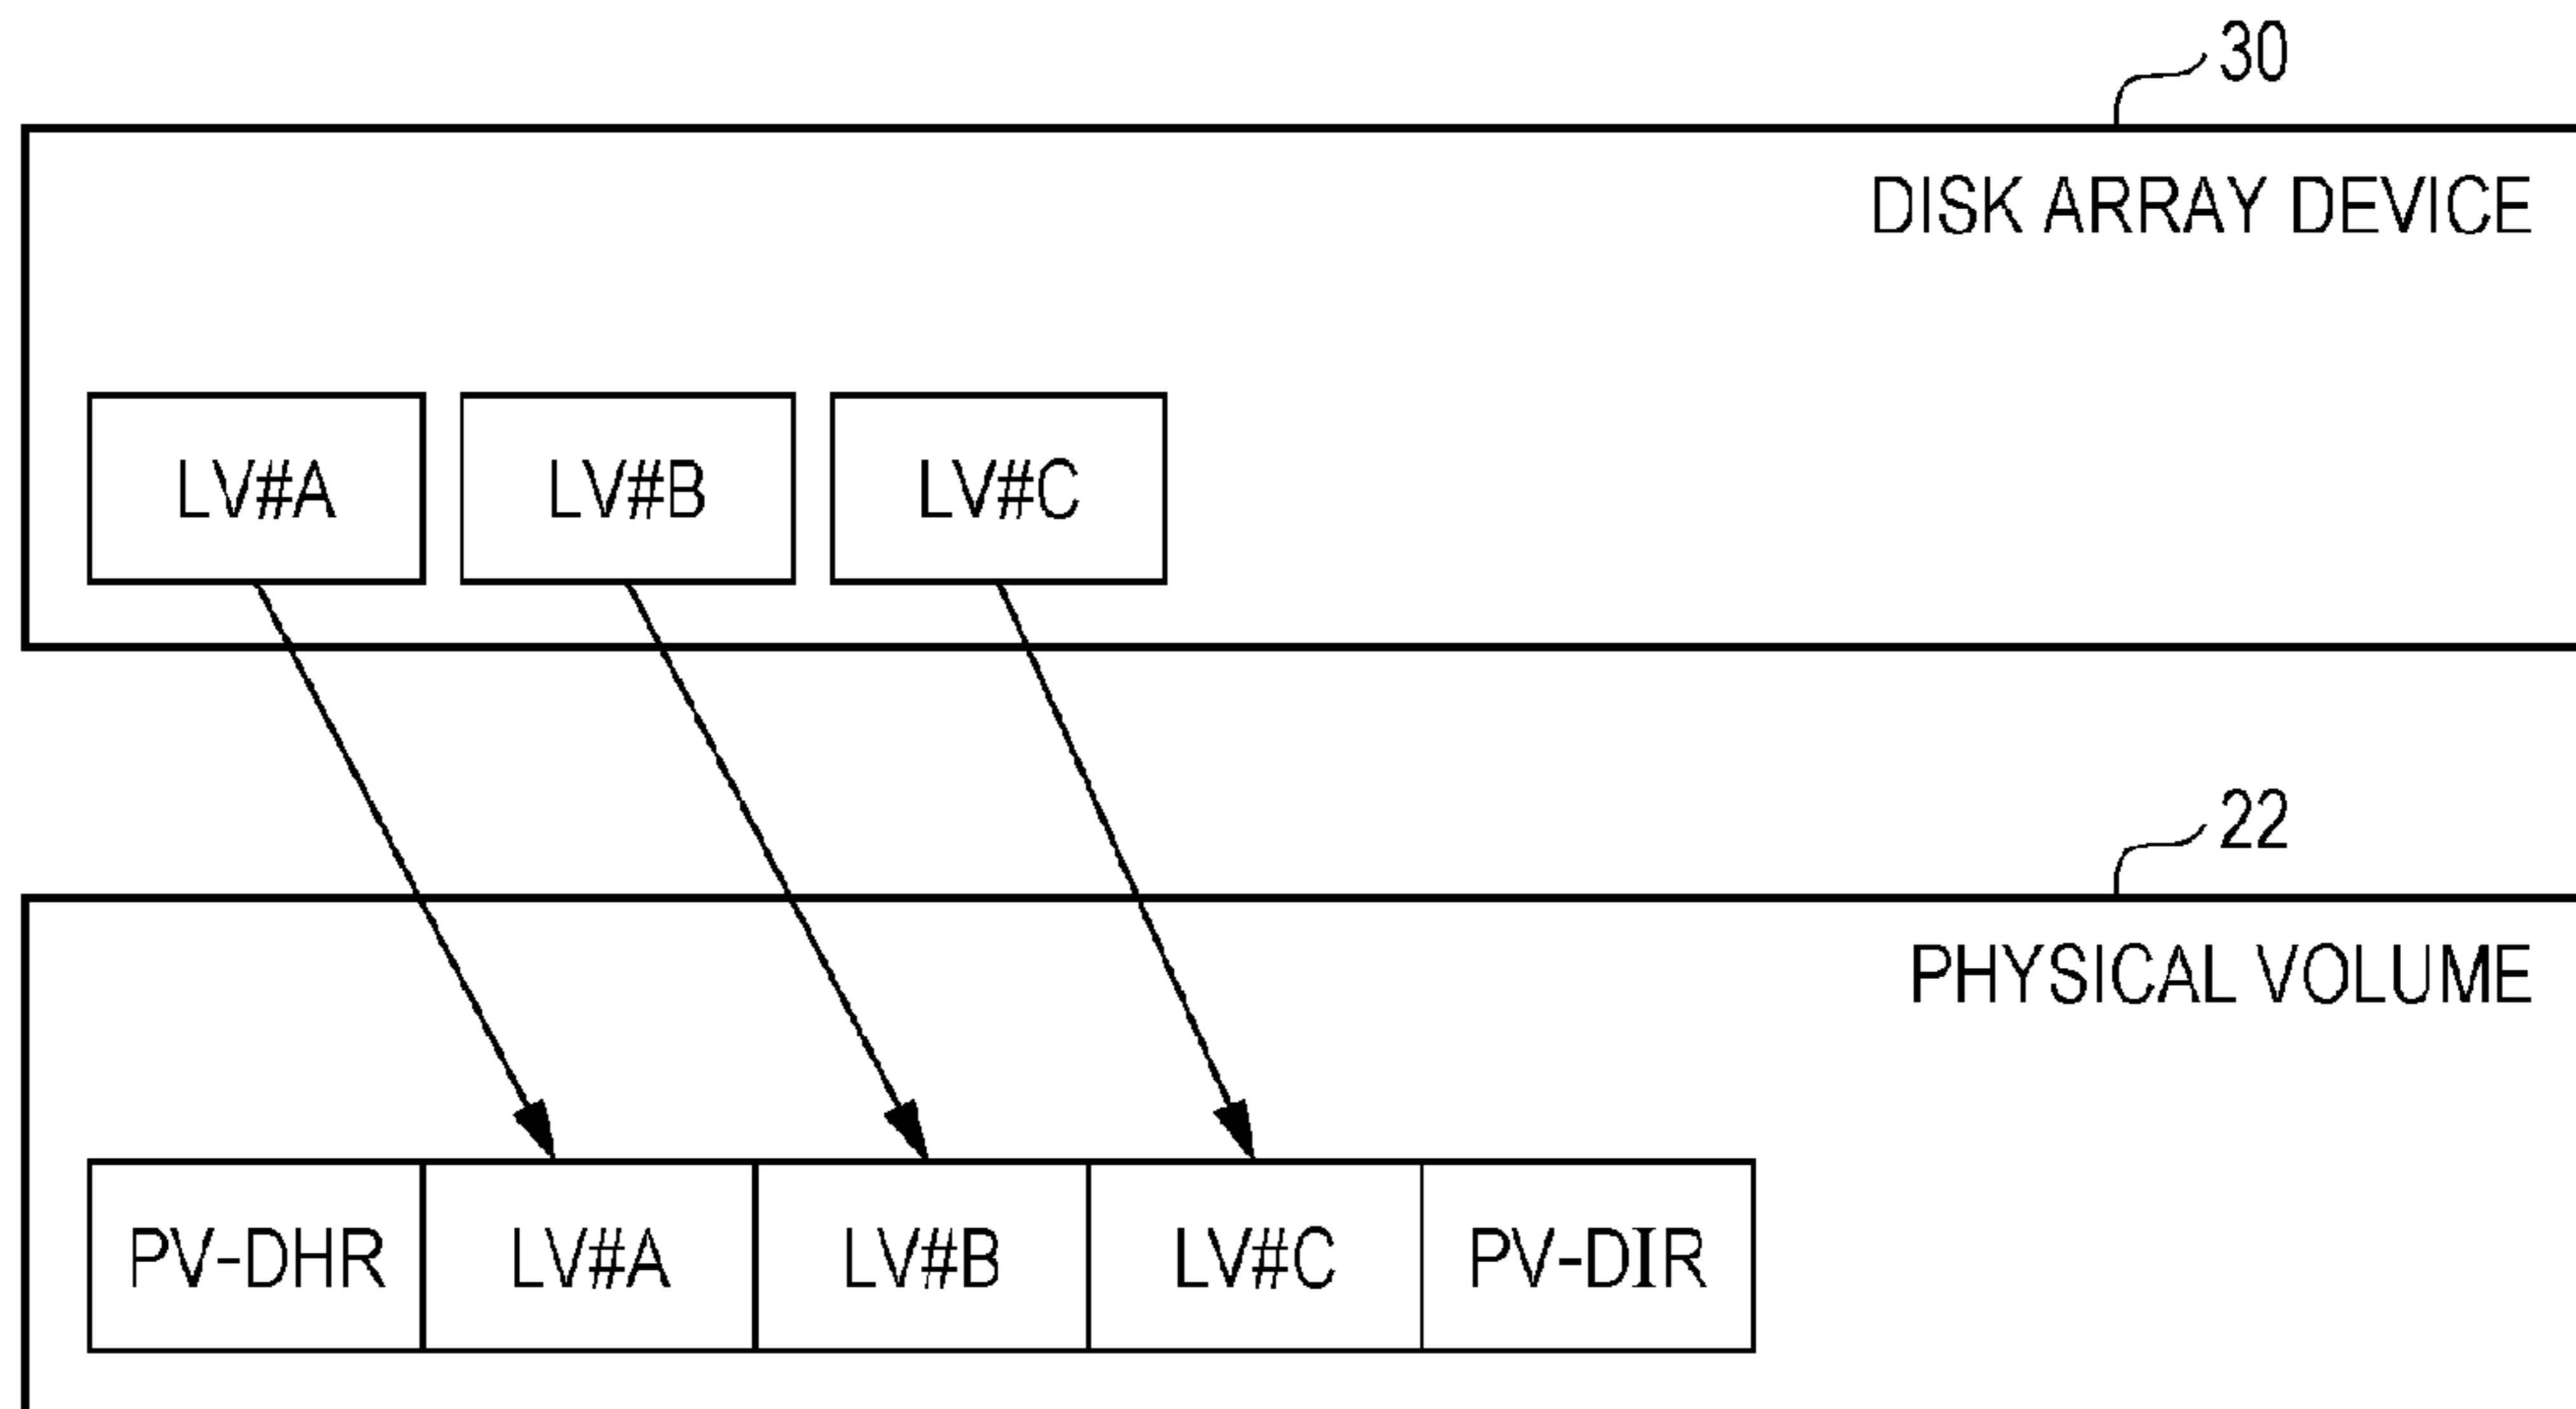 30
DISK ARRAY DEVICE
LV#A LV#B LV#C
22
PHYSICAL VOLUME
PV-DHR LV#A LV#B LV#C PV-DIR